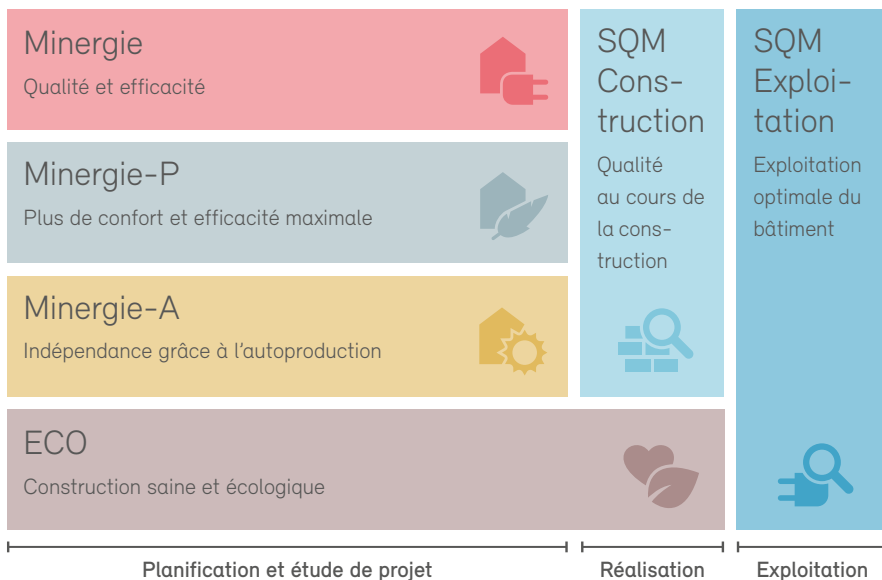 Minergie
Qualité et efficacité
Minergie-P
Plus de confort et efficacité maximale
Minergie-A
Indépendance grâce à l'autoproduction
ECO
Construction saine et écologique
SQM
Cons-
truction
Qualité
au cours de
la cons-
truction
SQM
Exploi-
tation
Exploitation
optimale du
bâtiment
Planification et étude de projet
Réalisation
Exploitation